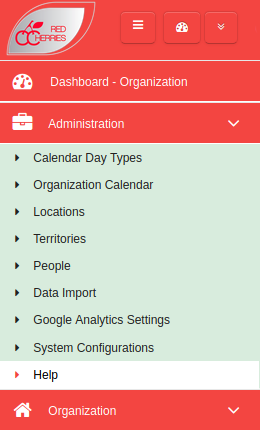 RED
CHERRIES
Dashboard - Organization
Administration
Calendar Day Types
Organization Calendar
Locations
Territories
People
Data Import
Google Analytics Settings
System Configurations
Help
Organization